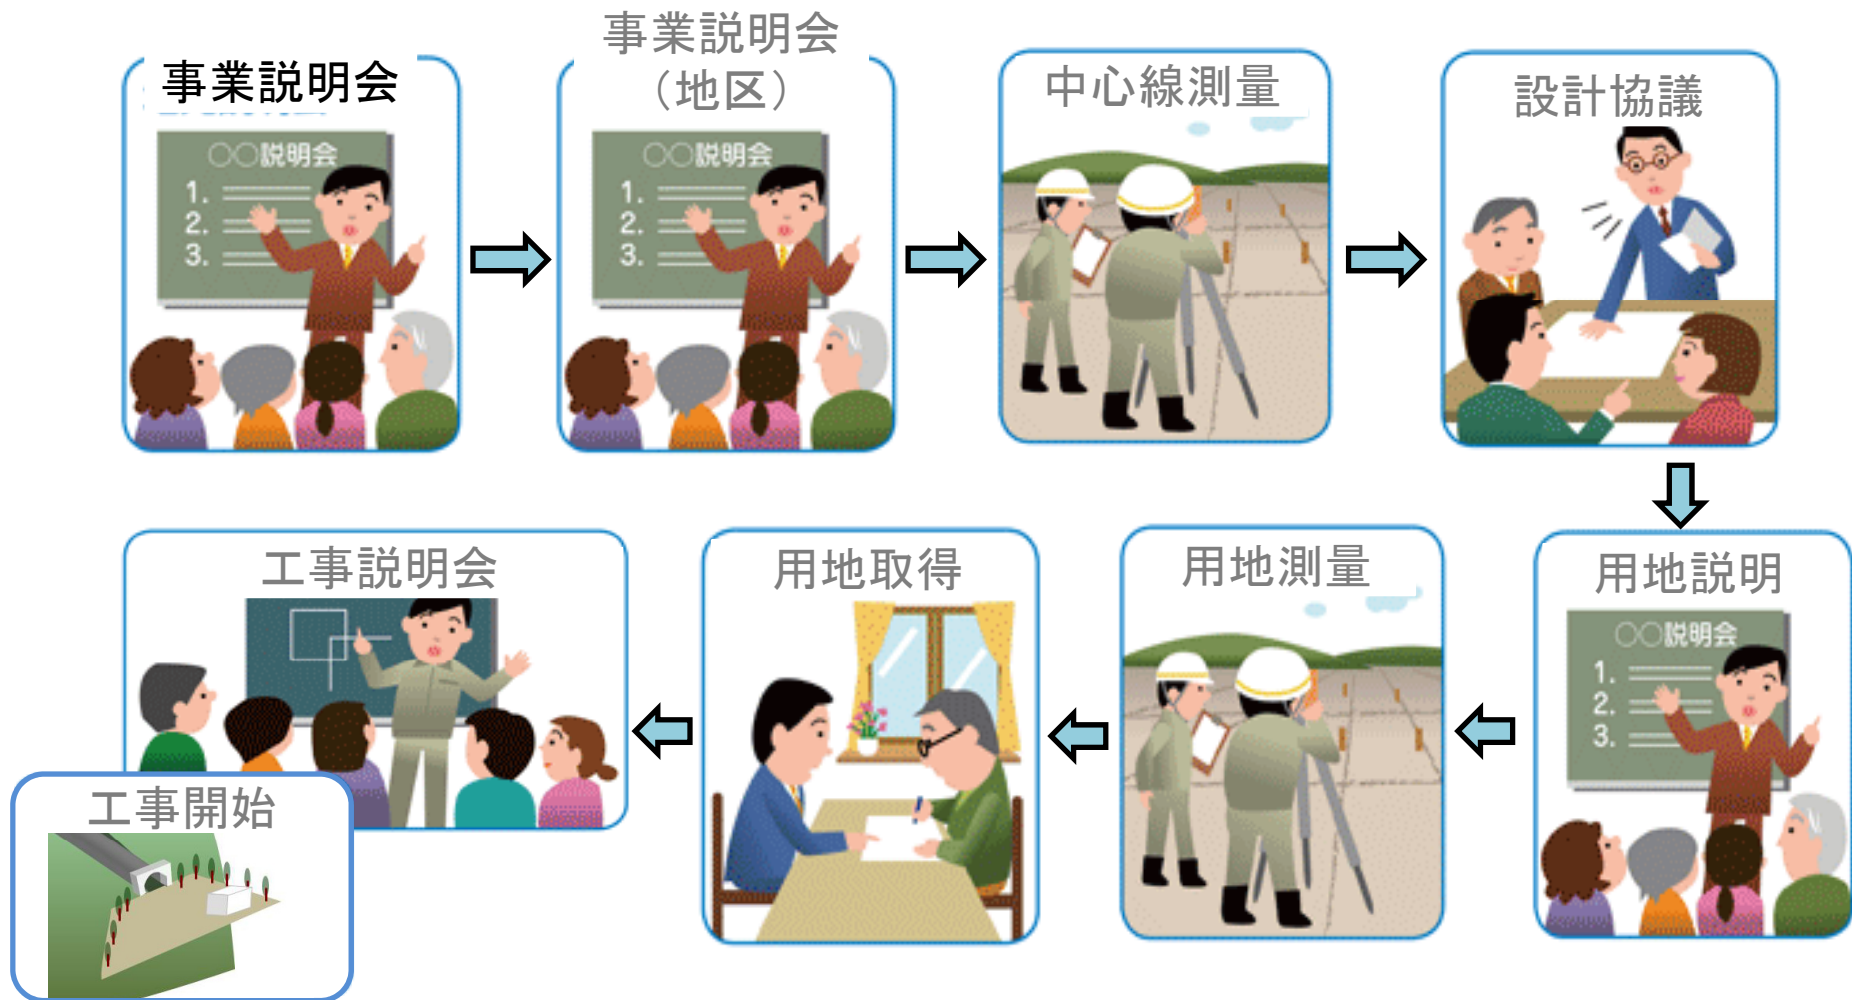 事業説明会
○○説明会
1.
2.
3.
事業説明会
（地区）
○○説明会
1.
2.
3.
中心線測量
設計協議
用地説明
○○説明会
1.
2.
3.
用地測量
用地取得
工事説明会
工事開始